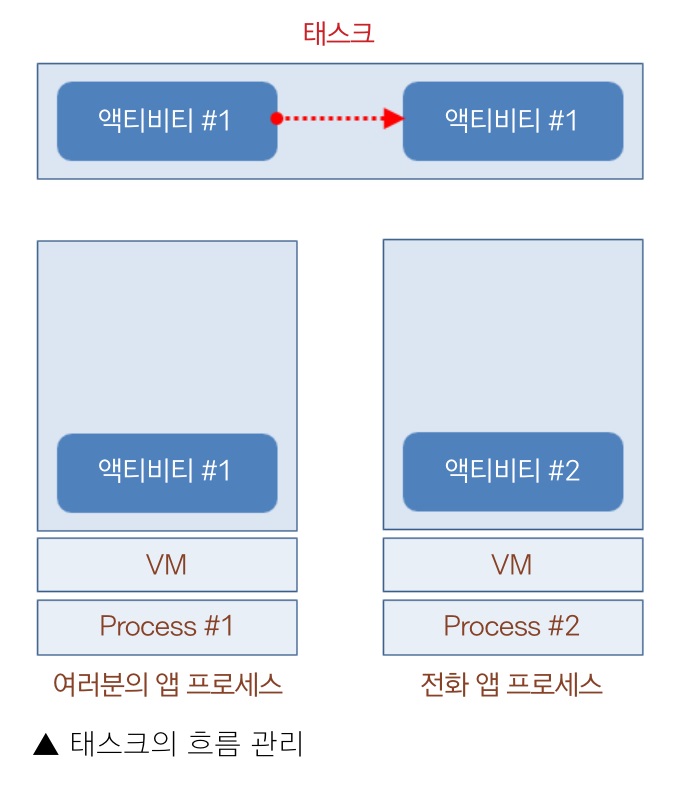 태스크
액티비티 #1 액티비티 #1
액티비티 #1 액티비티 #2
VM VM
Process #1 Process #2
여러분의 앱 프로세스 전화 앱 프로세스
▲ 태스크의 흐름 관리